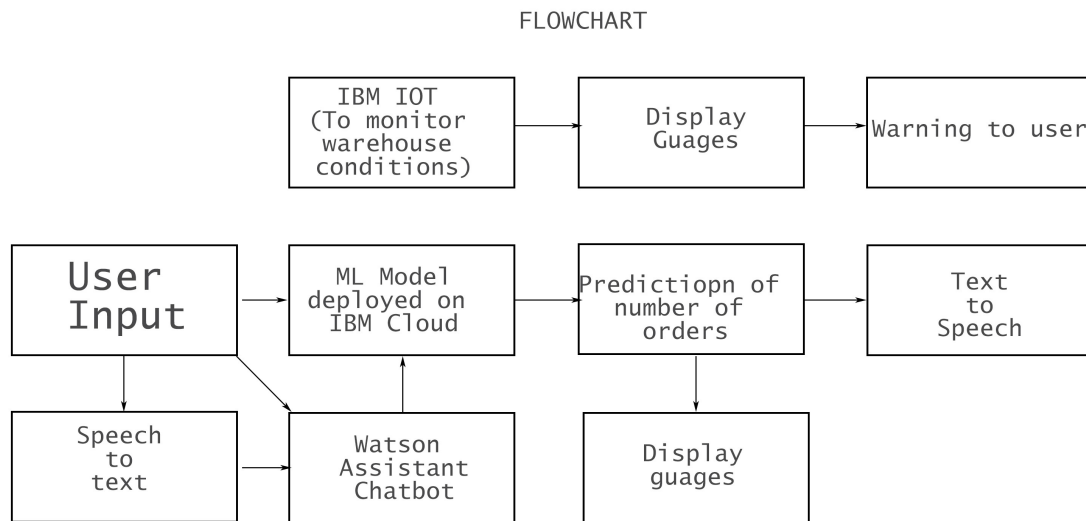 FLOWCHART
IBM IOT
(To monitor
warehouse
conditions)
Display
Guages
Warning to user
User
Input
ML Model
deployed on
IBM Cloud
Predictiopn of
number of
orders
Text
to
Speech
Speech
to
text
Watson
Assistant
Chatbot
Display
guages